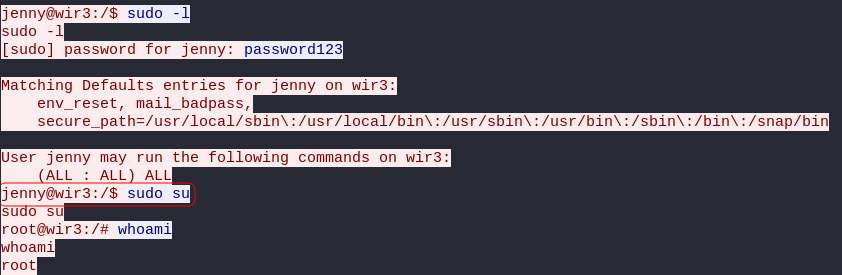 jenny@wir3:/$ sudo -l
sudo -l
[sudo] password for jenny: password123
Matching Defaults entries for jenny on wir3:
    env_reset, mail_badpass,
    secure_path=/usr/local/sbin\:/usr/local/bin\:/usr/sbin\:/usr/bin\:/sbin\:/bin\:/snap/bin
User jenny may run the following commands on wir3:
    (ALL : ALL) ALL
jenny@wir3:/$ sudo su
sudo su
root@wir3:/# whoami
whoami
root